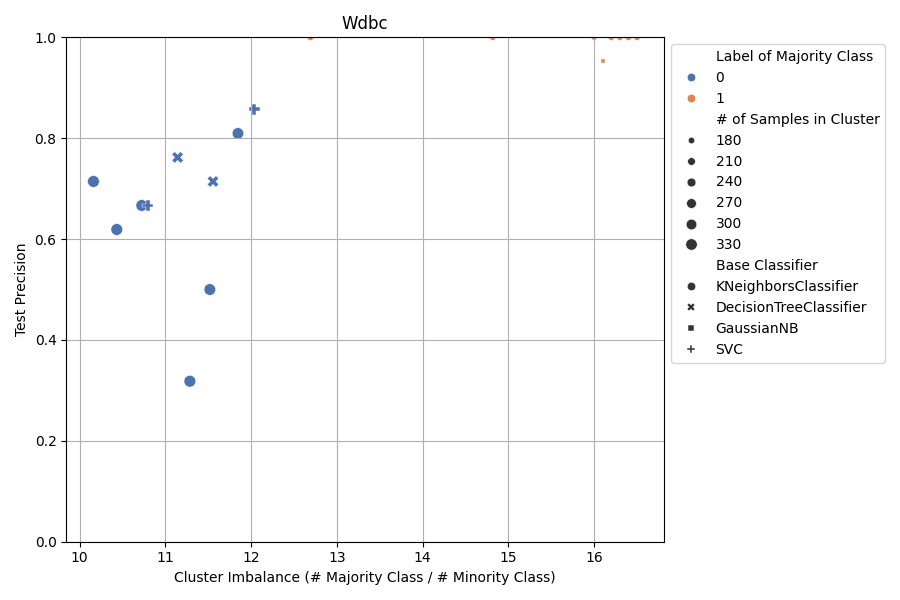 Wdbc
1.0
0.8
0.6
0.4
0.2
0.0
Test Precision
10 11 12 13 14 15 16
Cluster Imbalance (# Majority Class / # Minority Class)
Label of Majority Class
0
1
# of Samples in Cluster
180
210
240
270
300
330
Base Classifier
KNeighborsClassifier
DecisionTreeClassifier
GaussianNB
SVC